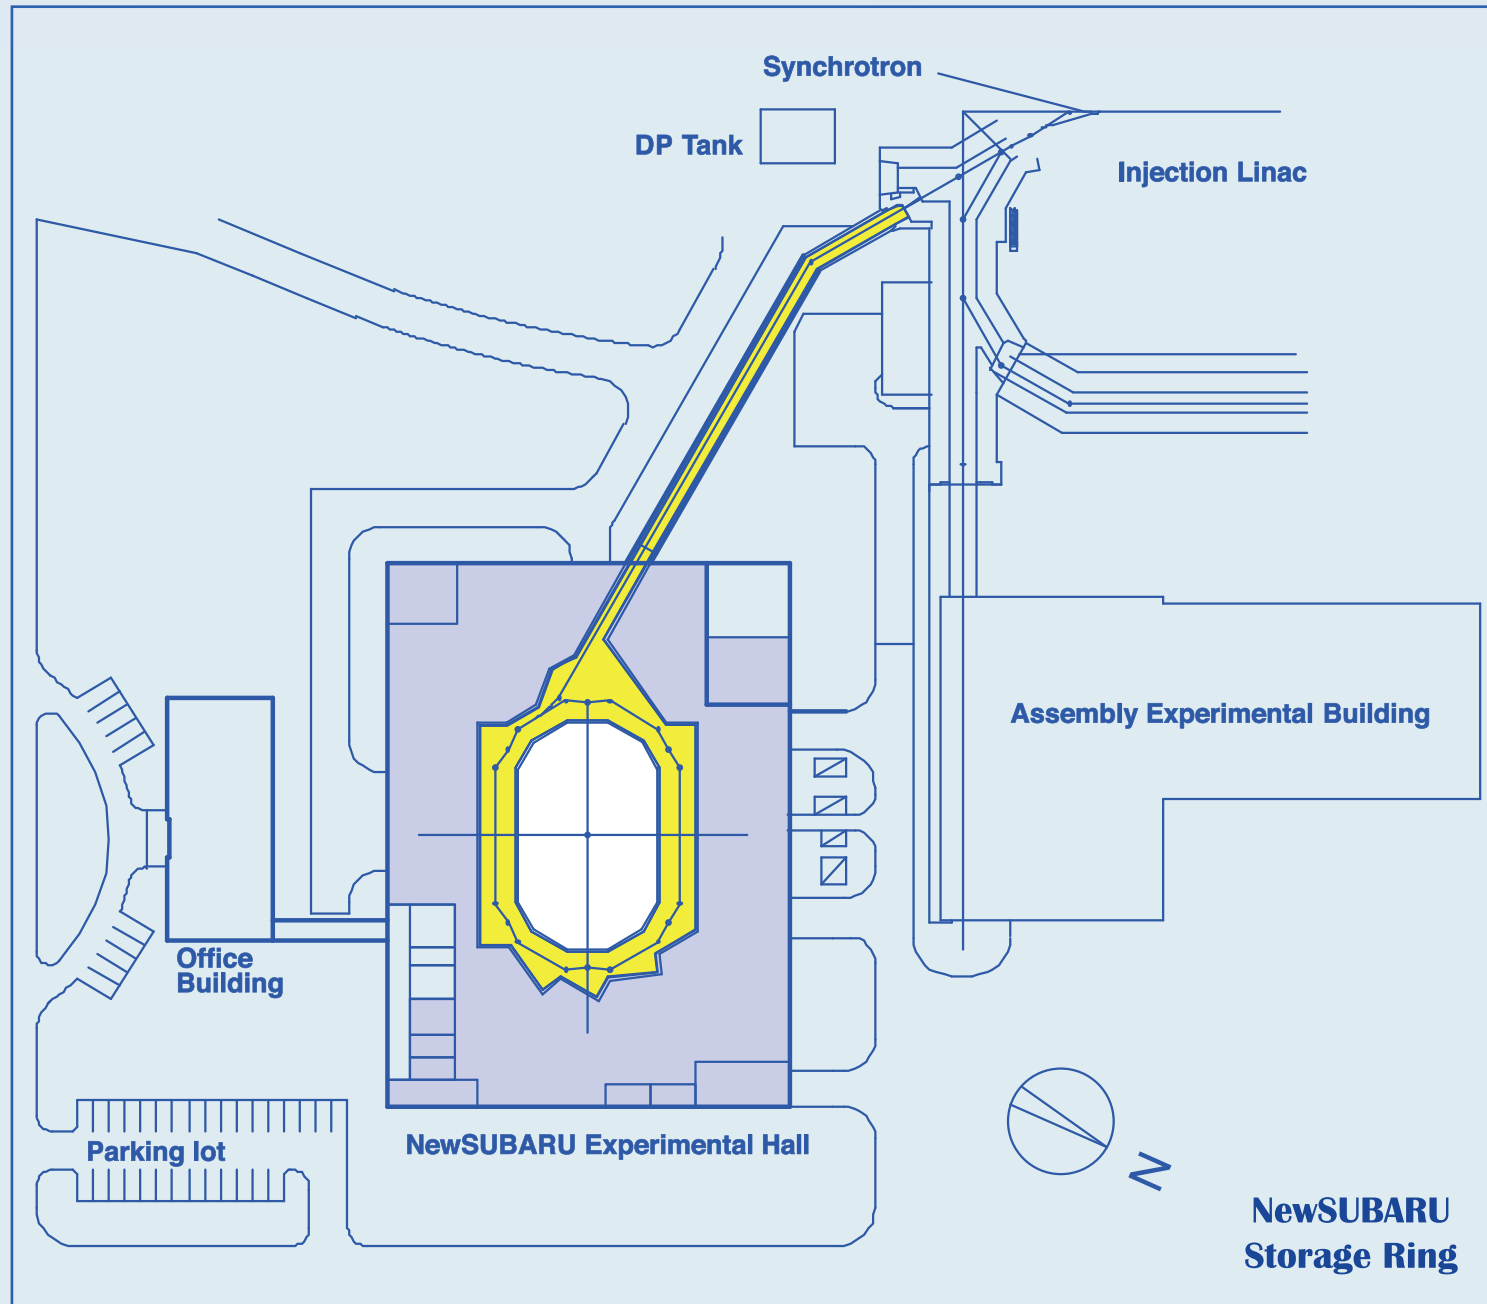 Synchrotron
DP Tank
Injection Linac
Assembly Experimental Building
Office
Building
NewSUBARU Experimental Hall
Parking lot
N
NewSUBARU
Storage Ring